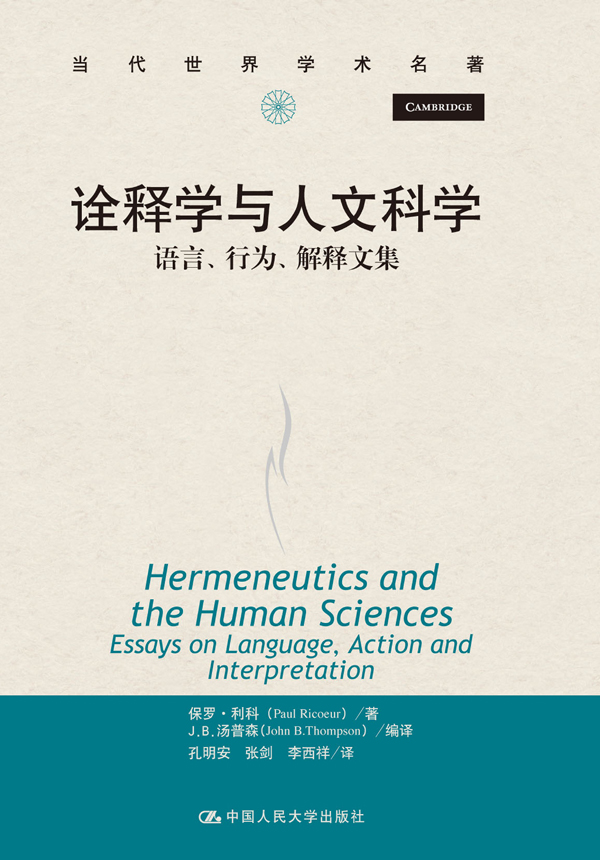 当代世界学术名著
CAMBRIDGE
诠释学与人文科学
语言、行为、解释文集
Hermeneutics and
the Human Sciences
Essays on Language, Action and
Interpretation
保罗·利科（Paul Ricoeur）/著
J.B.汤普森（John B.Thompson）/编译
孔明安 张剑 李西祥/译
中国人民大学出版社